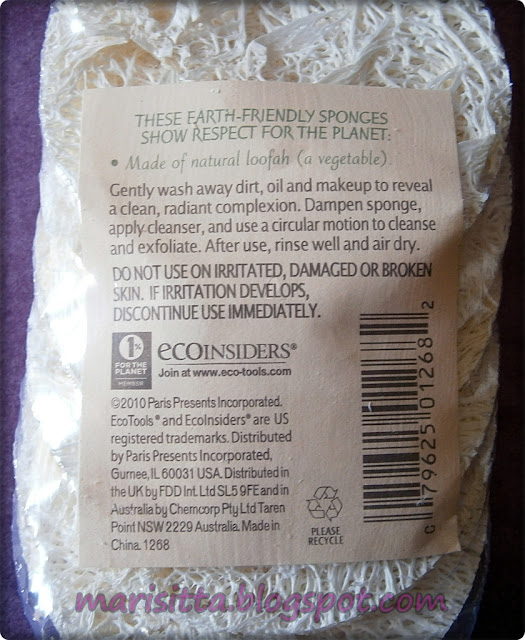 THESE EARTH-FRIENDLY SPONGES
SHOW RESPECT FOR THE PLANET:
• Made of natural loofah (a vegetable).
Gently wash away dirt, oil and makeup to reveal
a clean, radiant complexion. Dampen sponge,
apply cleanser, and use a circular motion to cleanse
and exfoliate. After use, rinse well and air dry.
DO NOT USE ON IRRITATED, DAMAGED OR BROKEN
SKIN. IF IRRITATION DEVELOPS,
DISCONTINUE USE IMMEDIATELY.
1%
FOR THE
PLANET
MEMBER
ecoINSIDERS®
Join at www.eco-tools.com
©2010 Paris Presents Incorporated.
EcoTools® and EcoInsiders® are US
registered trademarks. Distributed
by Paris Presents Incorporated,
Gurnee, IL 60031 USA. Distributed in
the UK by FDD Int. Ltd SL5 9FE and in
Australia by Chemcorp Pty Ltd Taren
Point NSW 2229 Australia. Made in
China. 1268
PLEASE
RECYCLE
0 79625 01268 2
marisitta.blogspot.com